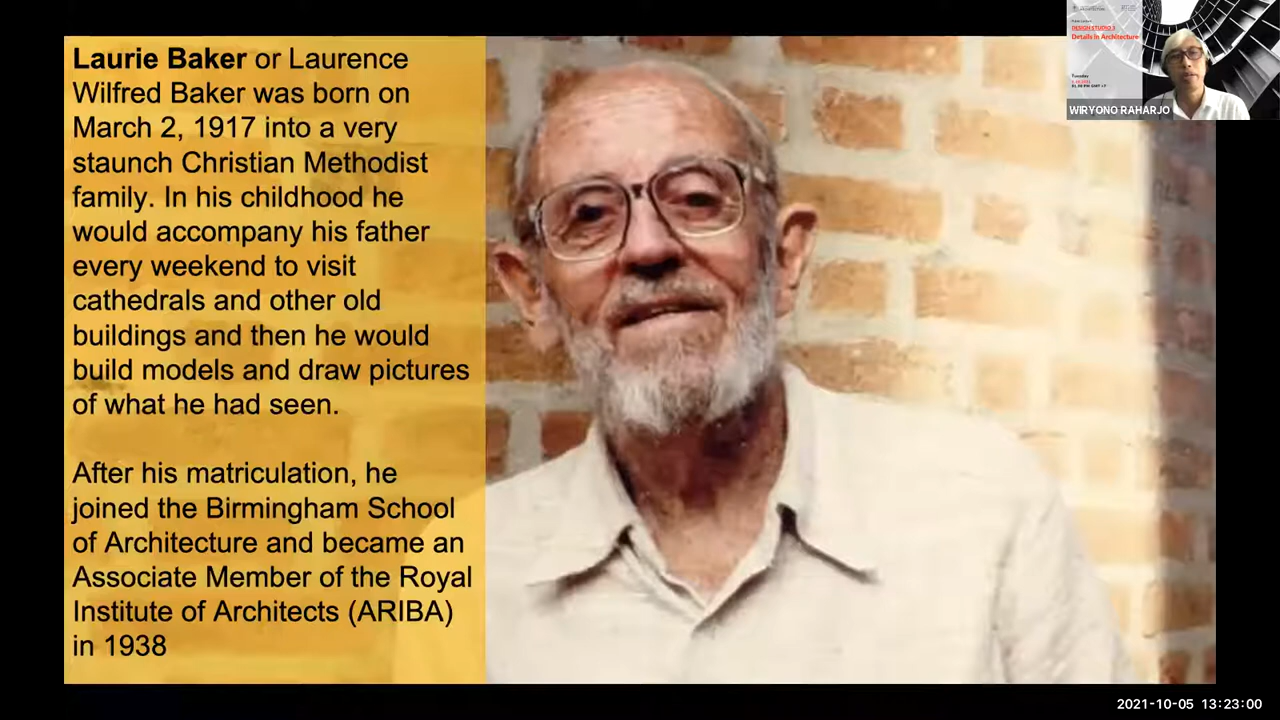 Laurie Baker or Laurence
Wilfred Baker was born on
March 2, 1917 into a very
staunch Christian Methodist
family. In his childhood he
would accompany his father
every weekend to visit
cathedrals and other old
buildings and then he would
build models and draw pictures
of what he had seen.
After his matriculation, he
joined the Birmingham School
of Architecture and became an
Associate Member of the Royal
Institute of Architects (ARIBA)
in 1938
DESIGN STUDIO 3
Details in Architecture
Tuesday
WIRYONO RAHARJO
2021-10-05 13:23:00